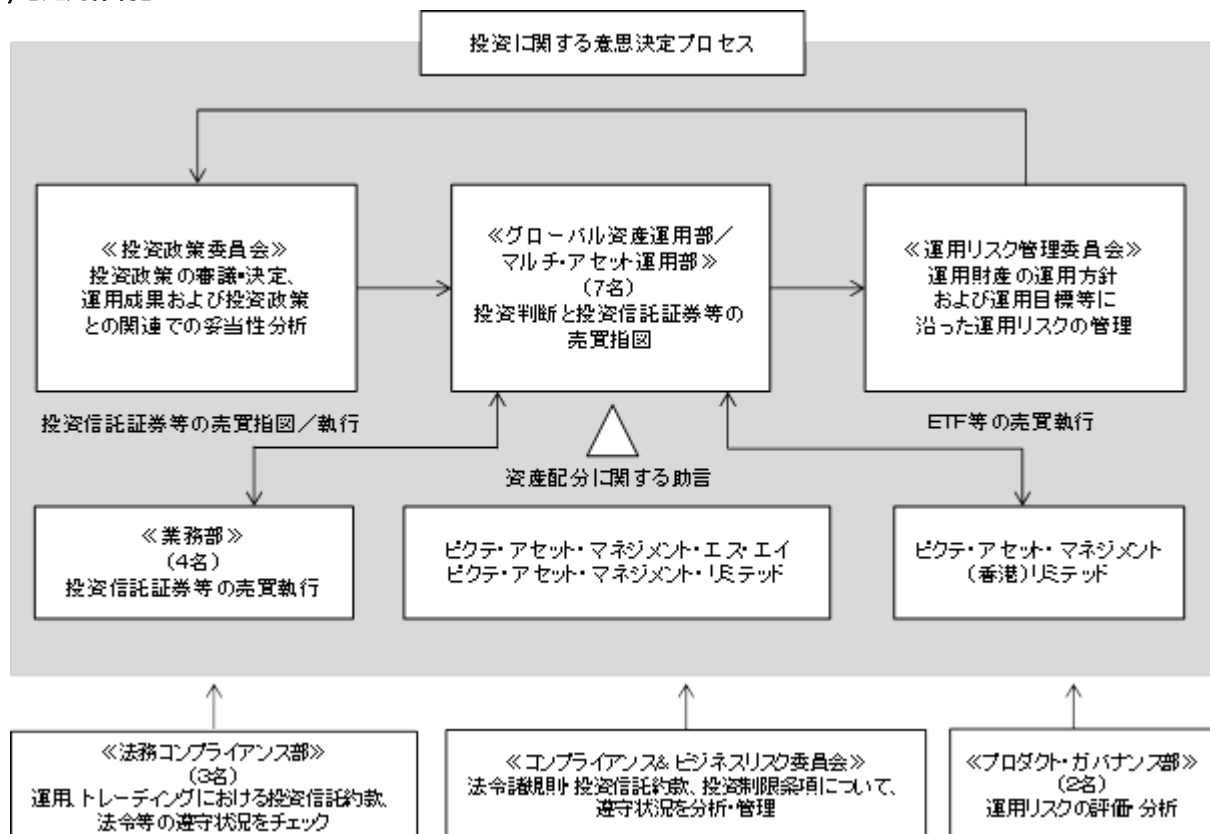 投資に関する意思決定プロセス
≪投資政策委員会≫
投資政策の審議・決定、
運用成果および投資政策
との関連での妥当性分析
≪グローバル資産運用部／
マルチ・アセット運用部≫
(7名)
投資判断と投資信託証券等の
売買指図
≪運用リスク管理委員会≫
運用財産の運用方針
および運用目標等に
沿った運用リスクの管理
投資信託証券等の売買指図／執行
ETF等の売買執行
資産配分に関する助言
≪業務部≫
(4名)
投資信託証券等の売買執行
ピクテ・アセット・マネジメント・エス・エイ
ピクテ・アセット・マネジメント・リミテッド
ピクテ・アセット・マネジメント
(香港)リミテッド
≪法務コンプライアンス部≫
(3名)
運用、トレーディングにおける投資信託約款、
法令等の遵守状況をチェック
≪コンプライアンス&ビジネスリスク委員会≫
法令諸規則・投資信託約款、投資制限条項について、
遵守状況を分析・管理
≪プロダクト・ガバナンス部≫
(2名)
運用リスクの評価・分析